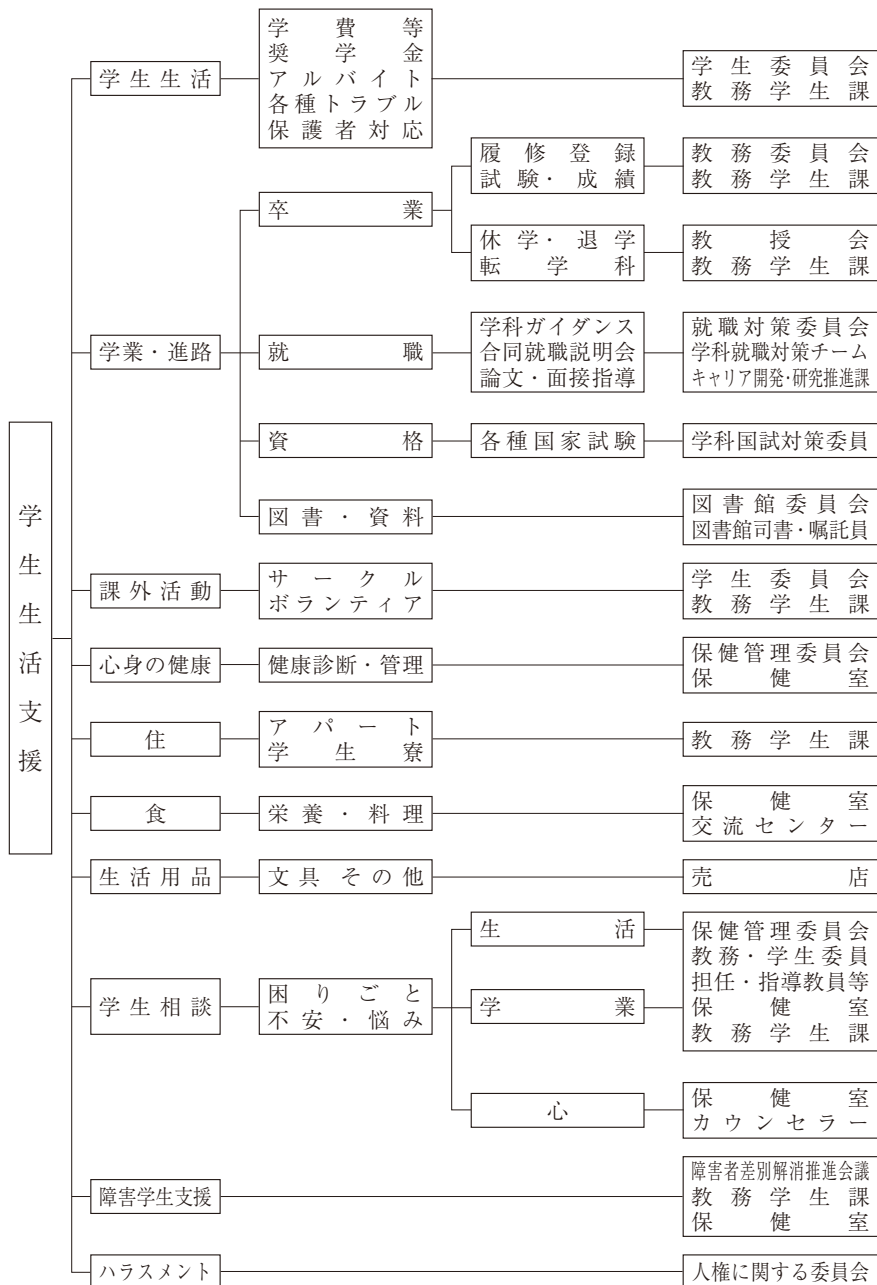 学生生活支援
学生生活
学費等
奨学金
アルバイト
各種トラブル
保護者対応
学生委員会
教務学生課
学業・進路
卒業
履修登録
試験・成績
教務委員会
教務学生課
休学・退学
転学科
教授会
教務学生課
就職
学科ガイダンス
合同就職説明会
論文・面接指導
就職対策委員会
学科就職対策チーム
キャリア開発・研究推進課
資格
各種国家試験
学科国試対策委員
図書・資料
図書館委員会
図書館司書・嘱託員
課外活動
サークル
ボランティア
学生委員会
教務学生課
心身の健康
健康診断・管理
保健管理委員会
保健室
住
アパート
学生寮
教務学生課
食
栄養・料理
保健室
交流センター
生活用品
文具 その他
売店
学生相談
困りごと
不安・悩み
生活
学業
保健管理委員会
教務・学生委員
担任・指導教員等
保健室
教務学生課
心
保健室
カウンセラー
障害学生支援
障害者差別解消推進会議
教務学生課
保健室
ハラスメント
人権に関する委員会